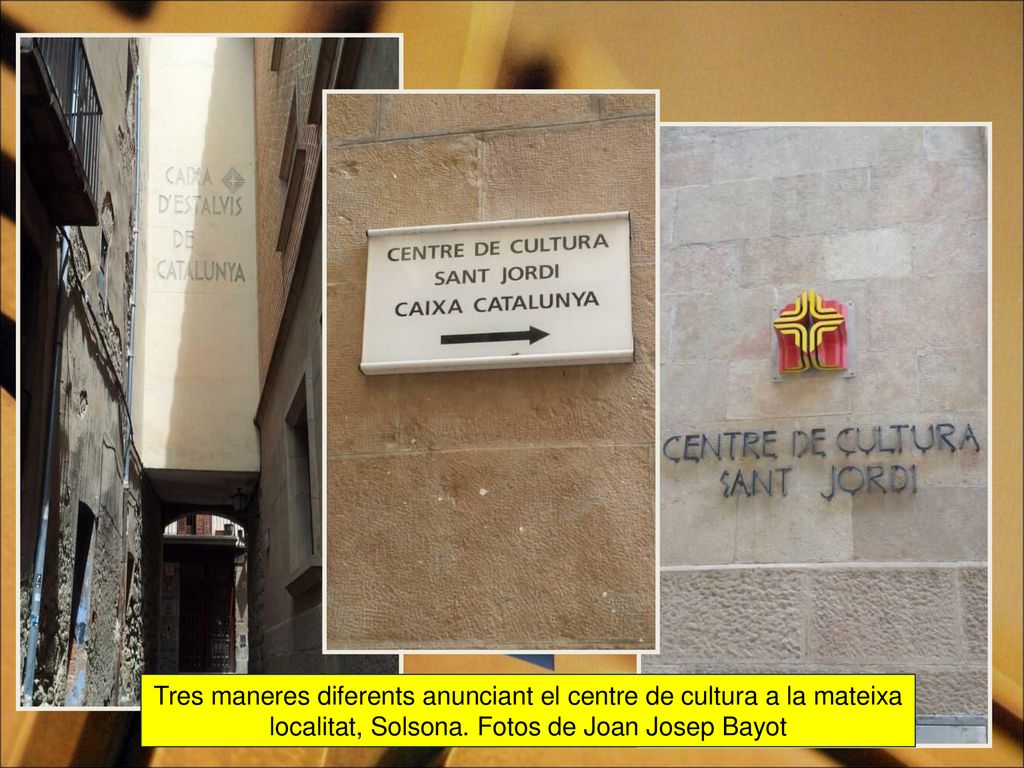 CAIXA
D'ESTALVIS
DE
CATALUNYA
CENTRE DE CULTURA
SANT JORDI
CAIXA CATALUNYA
CENTRE DE CULTURA
SANT JORDI
Tres maneres diferents anunciant el centre de cultura a la mateixa
localitat, Solsona. Fotos de Joan Josep Bayot